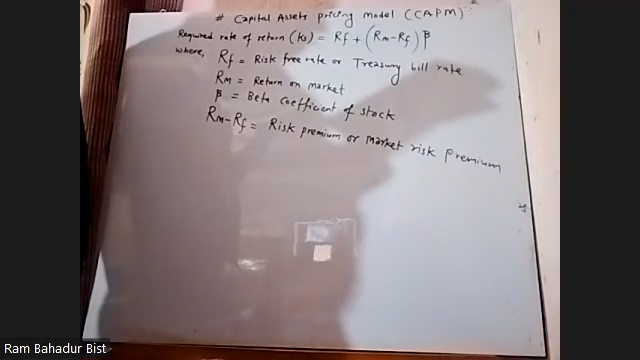 # Capital Assets pricing Model (CAPM)
Required rate of return (Ks) = Rf + (Rm-Rf) β
where, Rf = Risk free rate or Treasury bill rate
Rm = Return on market
β = Beta coefficient of stock
Rm-Rf = Risk premium or market risk premium
Ram Bahadur Bist